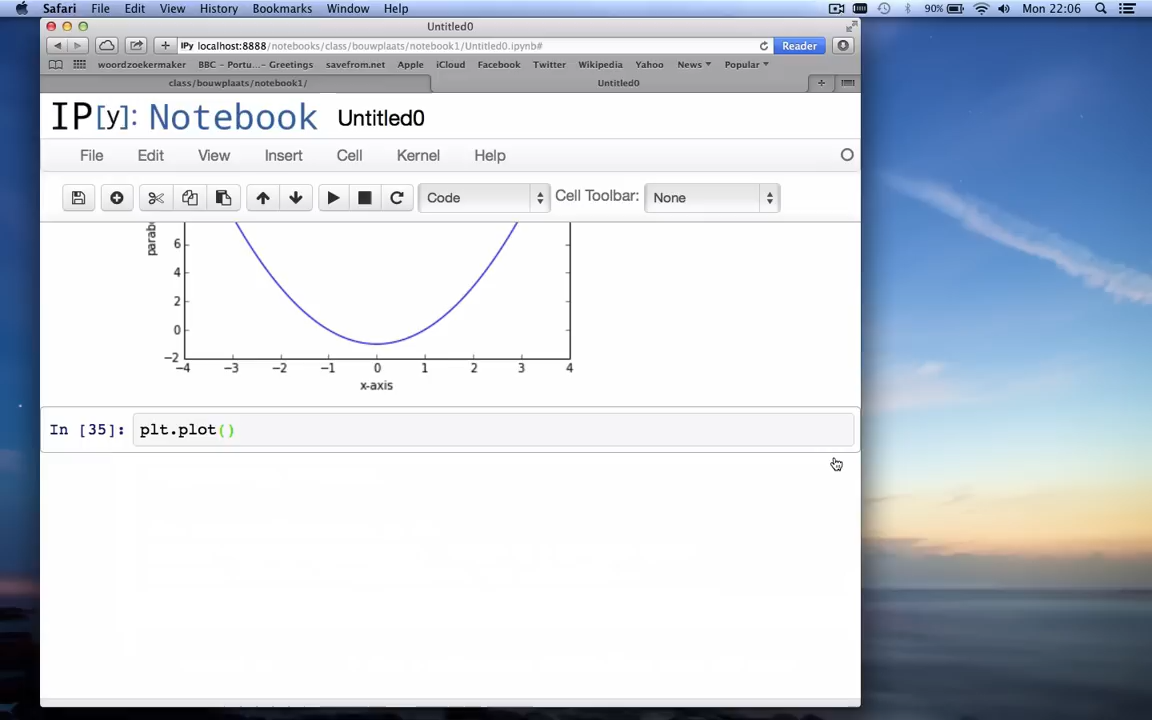 Safari File Edit View History Bookmarks Window Help 90% Mon 22:06
Untitled0
IPy localhost:8888/notebooks/class/bouwplaats/notebook1/Untitled0.ipynb# Reader
woordzoekermaker BBC – Portu...– Greetings savefrom.net Apple iCloud Facebook Twitter Wikipedia Yahoo News Popular
class/bouwplaats/notebook1/ Untitled0 +
IP[y]: Notebook Untitled0
File Edit View Insert Cell Kernel Help
Code Cell Toolbar: None
6
4
2
0
−2
−4 −3 −2 −1 0 1 2 3 4
x-axis
In [35]: plt.plot()